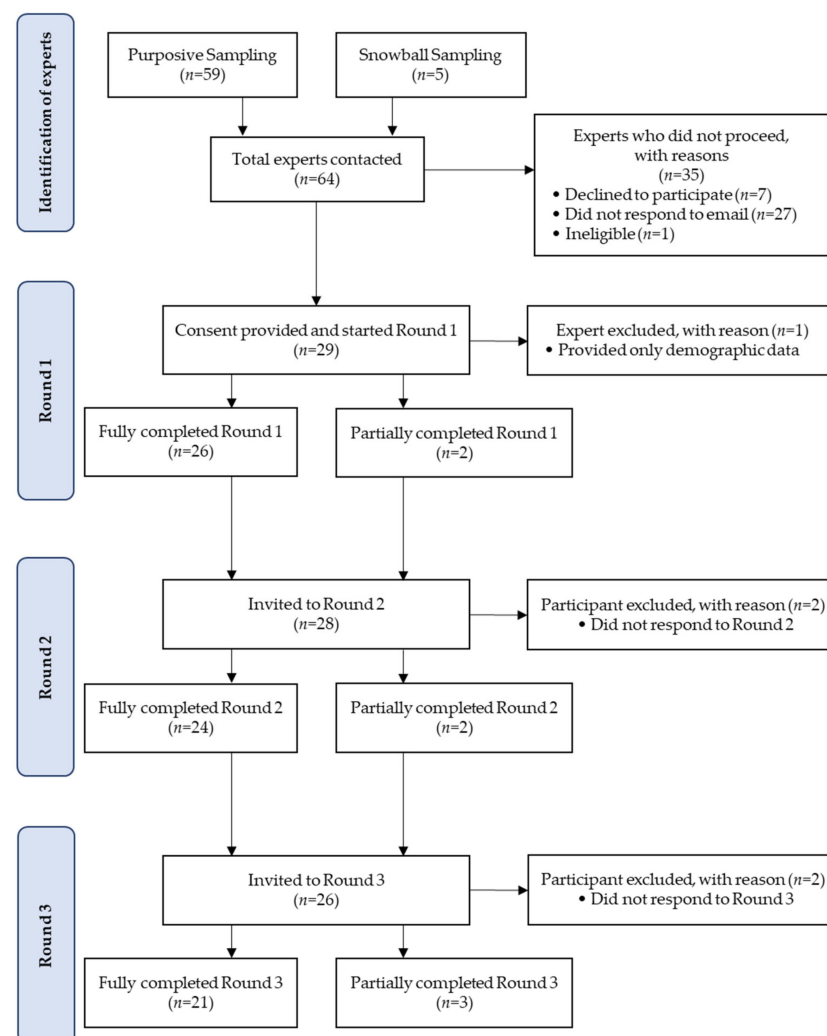 Identification of experts
Purposive Sampling
(n=59)
Snowball Sampling
(n=5)
Total experts contacted
(n=64)
Experts who did not proceed,
with reasons
(n=35)
• Declined to participate (n=7)
• Did not respond to email (n=27)
• Ineligible (n=1)
Round 1
Consent provided and started Round 1
(n=29)
Expert excluded, with reason (n=1)
• Provided only demographic data
Fully completed Round 1
(n=26)
Partially completed Round 1
(n=2)
Round 2
Invited to Round 2
(n=28)
Participant excluded, with reason (n=2)
• Did not respond to Round 2
Fully completed Round 2
(n=24)
Partially completed Round 2
(n=2)
Round 3
Invited to Round 3
(n=26)
Participant excluded, with reason (n=2)
• Did not respond to Round 3
Fully completed Round 3
(n=21)
Partially completed Round 3
(n=3)